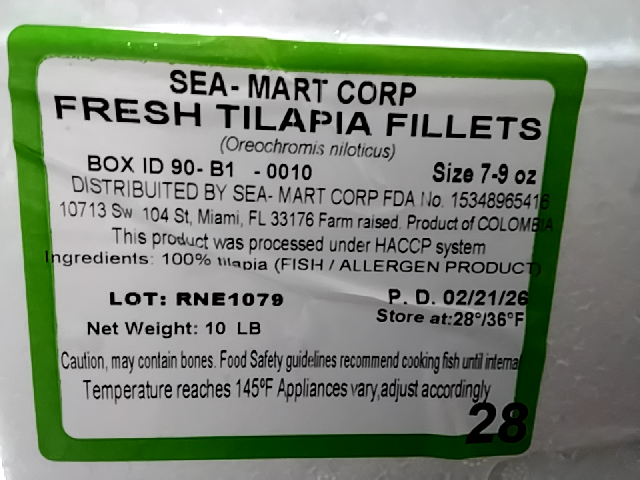 SEA- MART CORP
FRESH TILAPIA FILLETS
(Oreochromis niloticus)
BOX ID 90- B1 - 0010 Size 7-9 oz
DISTRIBUITED BY SEA- MART CORP FDA No. 15348965416
10713 Sw 104 St, Miami, FL 33176 Farm raised. Product of COLOMBIA
This product was processed under HACCP system
Ingredients: 100% tilapia (FISH / ALLERGEN PRODUCT)
LOT: RNE1079 P. D. 02/21/26
Net Weight: 10 LB Store at:28°/36°F
Caution, may contain bones. Food Safety guidelines recommend cooking fish until internal
Temperature reaches 145ºF Appliances vary,adjust accordingly
28